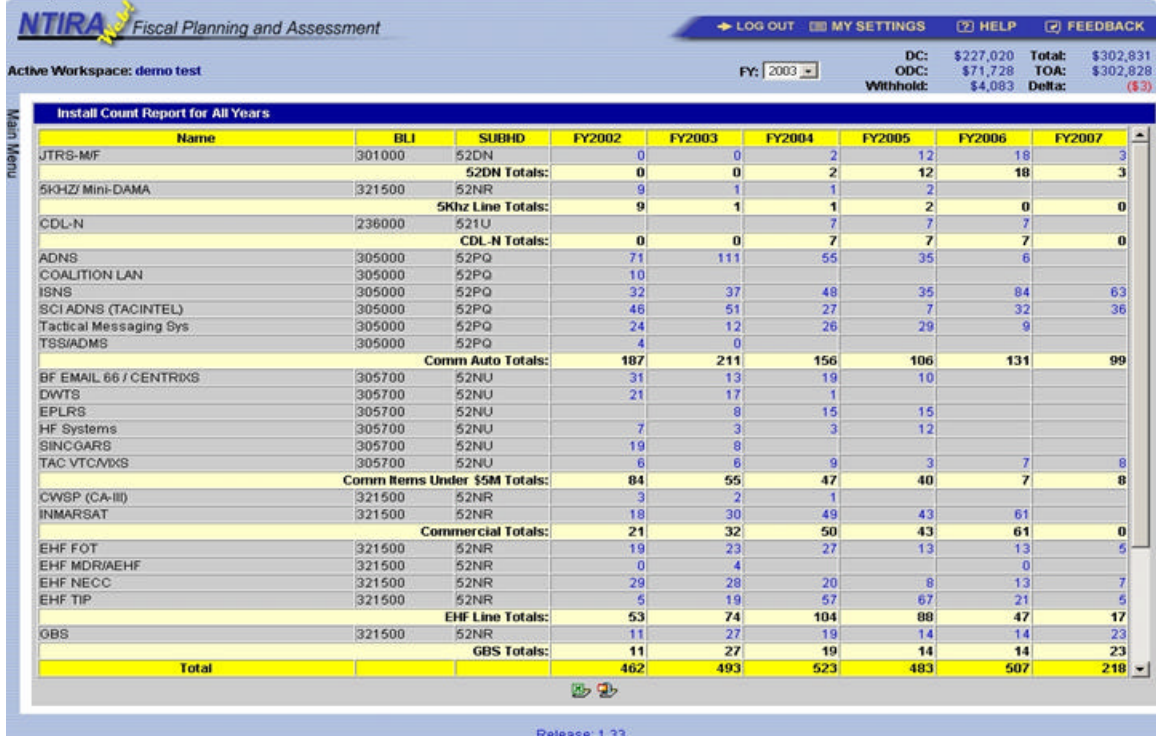 NTIRA Web Fiscal Planning and Assessment
LOG OUT MY SETTINGS HELP FEEDBACK
DC: $227,020 Total: $302,831
Active Workspace: demo test FY: 2003 ODC: $71,728 TOA: $302,828
Withhold: $4,083 Delta: ($3)
Main Menu
Install Count Report for All Years
Name BLI SUBHD FY2002 FY2003 FY2004 FY2005 FY2006 FY2007
JTRS-M/F 301000 52DN 0 0 2 12 18 3
52DN Totals: 0 0 2 12 18 3
5KHZ/ Mini-DAMA 321500 52NR 9 1 1 2
5Khz Line Totals: 9 1 1 2 0 0
CDL-N 236000 521U 7 7 7
CDL-N Totals: 0 0 7 7 7 0
ADNS 305000 52PQ 71 111 55 35 6
COALITION LAN 305000 52PQ 10
ISNS 305000 52PQ 32 37 48 35 84 63
SCI ADNS (TACINTEL) 305000 52PQ 46 51 27 7 32 36
Tactical Messaging Sys 305000 52PQ 24 12 26 29 9
TSS/ADMS 305000 52PQ 4 0
Comm Auto Totals: 187 211 156 106 131 99
BF EMAIL 66 / CENTRIXS 305700 52NU 31 13 19 10
DWTS 305700 52NU 21 17 1
EPLRS 305700 52NU 8 15 15
HF Systems 305700 52NU 7 3 3 12
SINCGARS 305700 52NU 19 8
TAC VTC/VIXS 305700 52NU 6 6 9 3 7 8
Comm Items Under $5M Totals: 84 55 47 40 7 8
CWSP (CA-III) 321500 52NR 3 2 1
INMARSAT 321500 52NR 18 30 49 43 61
Commercial Totals: 21 32 50 43 61 0
EHF FOT 321500 52NR 19 23 27 13 13 5
EHF MDR/AEHF 321500 52NR 0 4 0
EHF NECC 321500 52NR 29 28 20 8 13 7
EHF TIP 321500 52NR 5 19 57 67 21 5
EHF Line Totals: 53 74 104 88 47 17
GBS 321500 52NR 11 27 19 14 14 23
GBS Totals: 11 27 19 14 14 23
Total 462 493 523 483 507 218
Release: 1.33